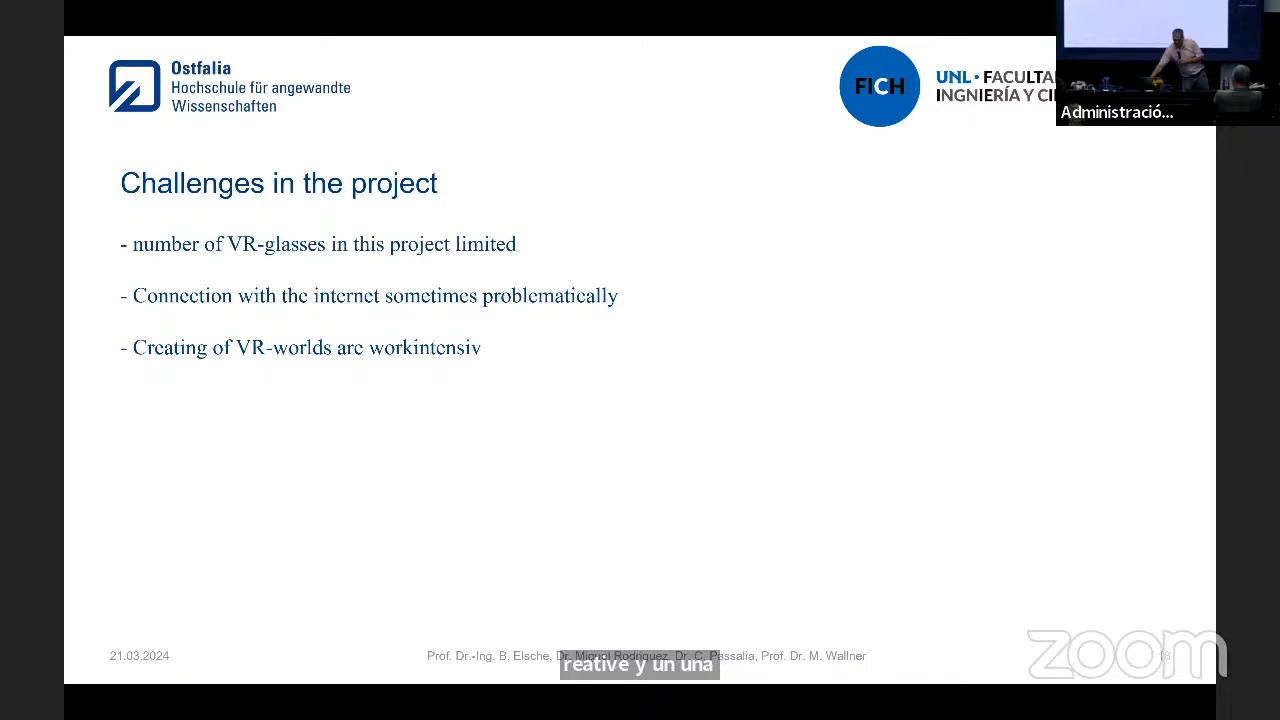 Ostfalia
Hochschule für angewandte
Wissenschaften
FICH
UNL • FACULTA
INGNIERÍA Y CI
Administració...
Challenges in the project
- number of VR-glasses in this project limited
- Connection with the internet sometimes problematically
- Creating of VR-worlds are workintensiv
21.03.2024
Prof. Dr.-Ing. B. Elsche, Dr. Miguel Rodriguez, Dr. C. Passalia, Prof. Dr. M. Wallner
18
reative y un una
zoom